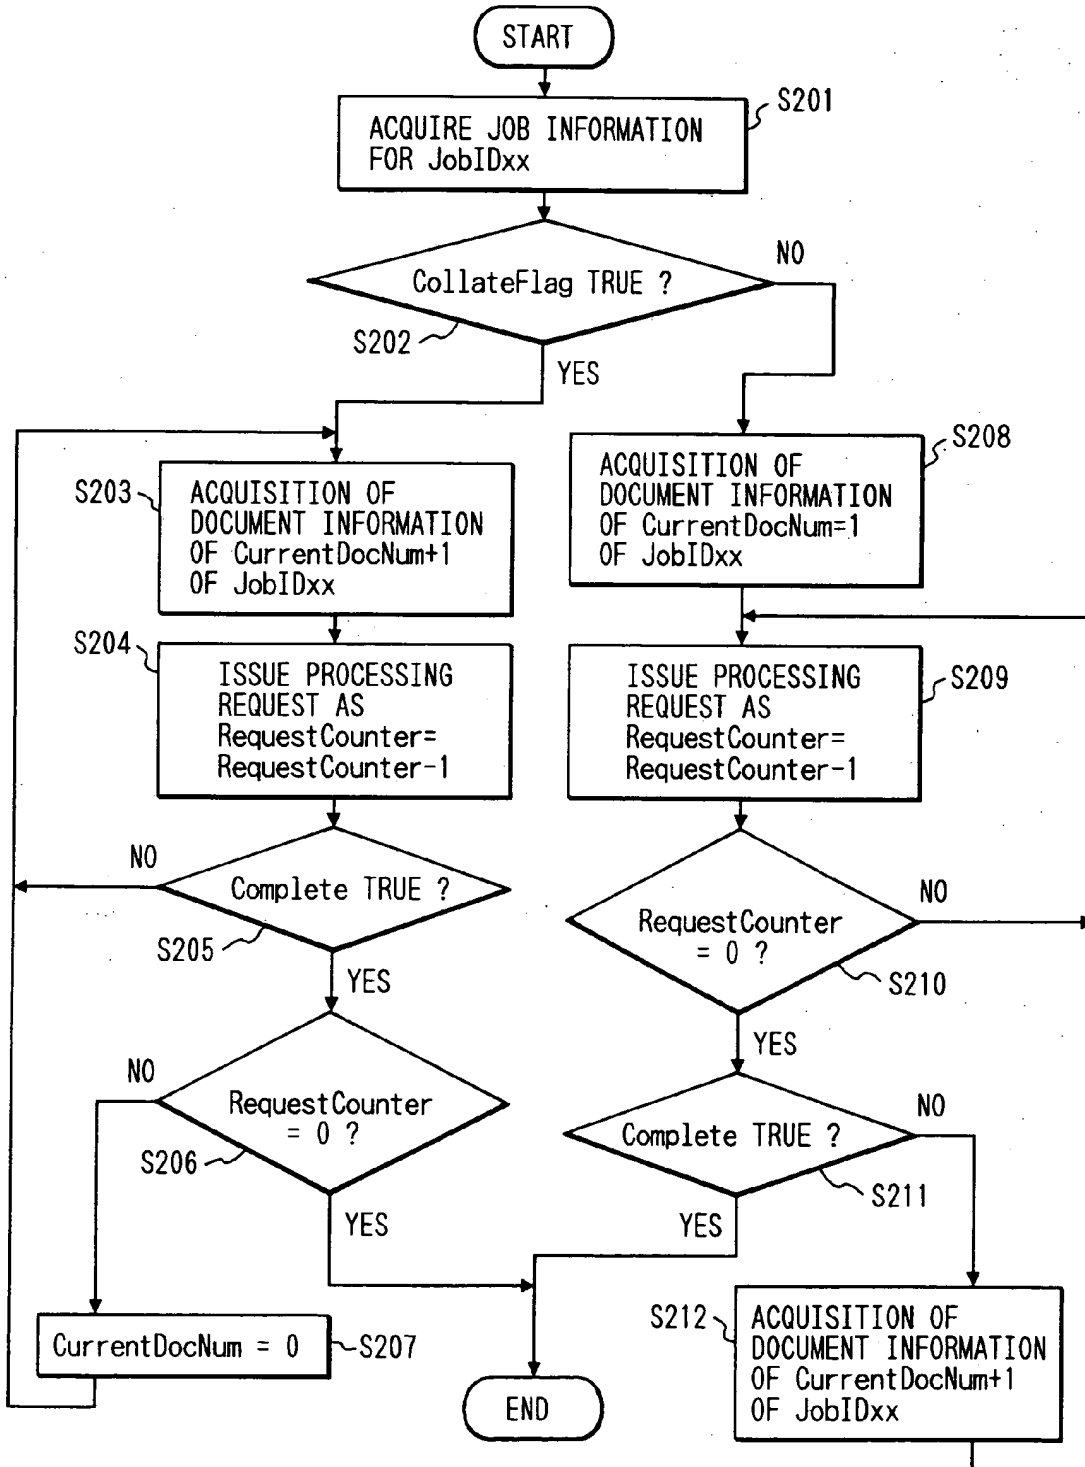 START
S201
ACQUIRE JOB INFORMATION
FOR JobIDxx
NO
CollateFlag TRUE ?
S202
YES
S203
ACQUISITION OF
DOCUMENT INFORMATION
OF CurrentDocNum+1
OF JobIDxx
S204
ISSUE PROCESSING
REQUEST AS
RequestCounter=
RequestCounter-1
NO
Complete TRUE ?
S205
YES
NO
RequestCounter
= 0 ?
S206
YES
CurrentDocNum = 0
S207
S208
ACQUISITION OF
DOCUMENT INFORMATION
OF CurrentDocNum=1
OF JobIDxx
ISSUE PROCESSING
REQUEST AS
RequestCounter=
RequestCounter-1
S209
NO
RequestCounter
= 0 ?
S210
YES
NO
Complete TRUE ?
S211
YES
S212
ACQUISITION OF
DOCUMENT INFORMATION
OF CurrentDocNum+1
OF JobIDxx
END